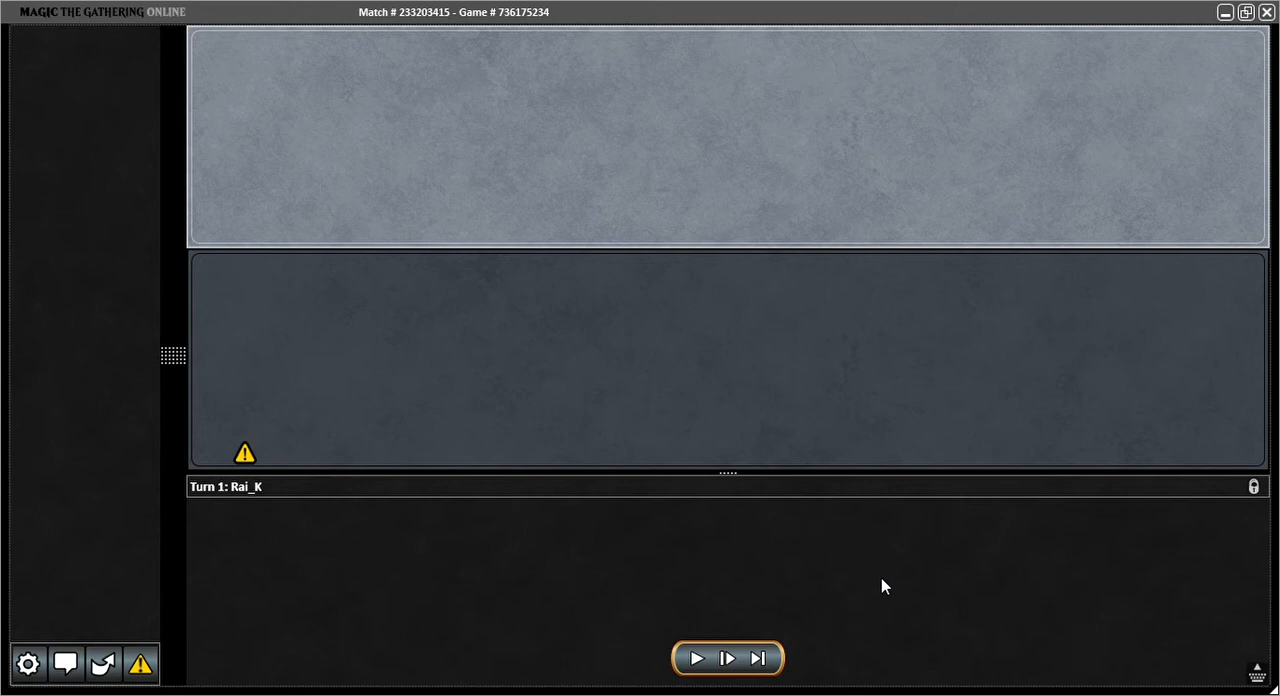 MAGIC THE GATHERING ONLINE
Match # 233203415 - Game # 736175234
Turn 1: Rai_K